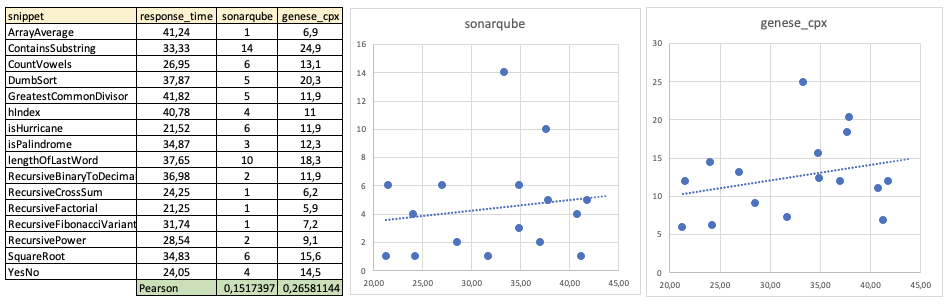 snippet response_time sonarqube genese_cpx
ArrayAverage 41,24 1 6,9
ContainsSubstring 33,33 14 24,9
CountVowels 26,95 6 13,1
DumbSort 37,87 5 20,3
GreatestCommonDivisor 41,82 5 11,9
hIndex 40,78 4 11
isHurricane 21,52 6 11,9
isPalindrome 34,87 3 12,3
lengthOfLastWord 37,65 10 18,3
RecursiveBinaryToDecimal 36,98 2 11,9
RecursiveCrossSum 24,25 1 6,2
RecursiveFactorial 21,25 1 5,9
RecursiveFibonacciVariant 31,74 1 7,2
RecursivePower 28,54 2 9,1
SquareRoot 34,83 6 15,6
YesNo 24,05 4 14,5
Pearson 0,1517397 0,26581144
sonarqube
16
14
12
10
8
6
4
2
0
20,00 25,00 30,00 35,00 40,00 45,00
genese_cpx
30
25
20
15
10
5
0
20,00 25,00 30,00 35,00 40,00 45,00